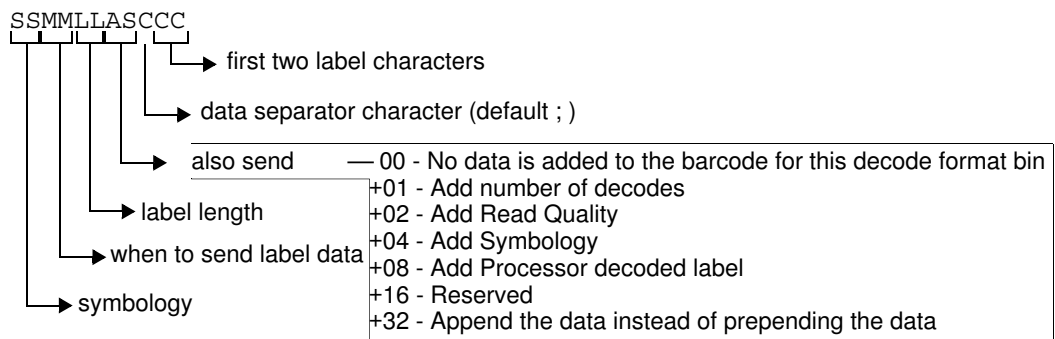 SSMMLLASCCC
first two label characters
data separator character (default ; )
also send — 00 - No data is added to the barcode for this decode format bin
+01 - Add number of decodes
label length
+02 - Add Read Quality
+04 - Add Symbology
when to send label data
+08 - Add Processor decoded label
+16 - Reserved
symbology
+32 - Append the data instead of prepending the data